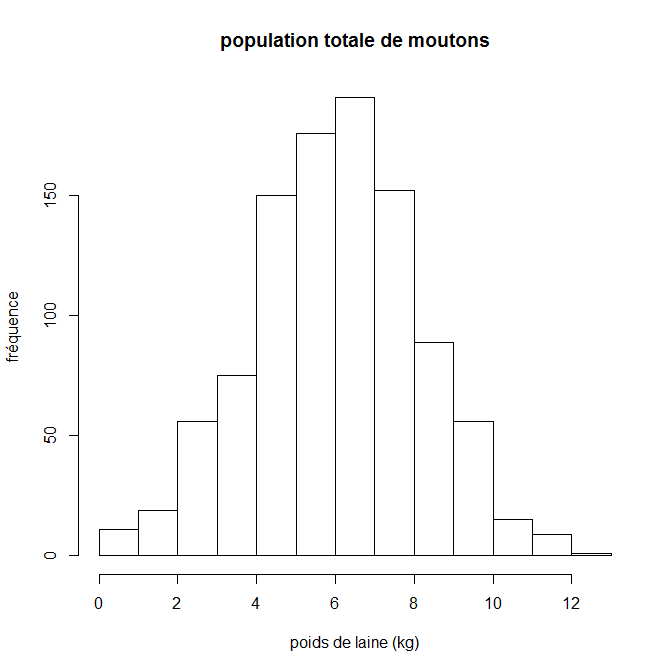 population totale de moutons
fréquence
150
100
50
0
0 2 4 6 8 10 12
poids de laine (kg)